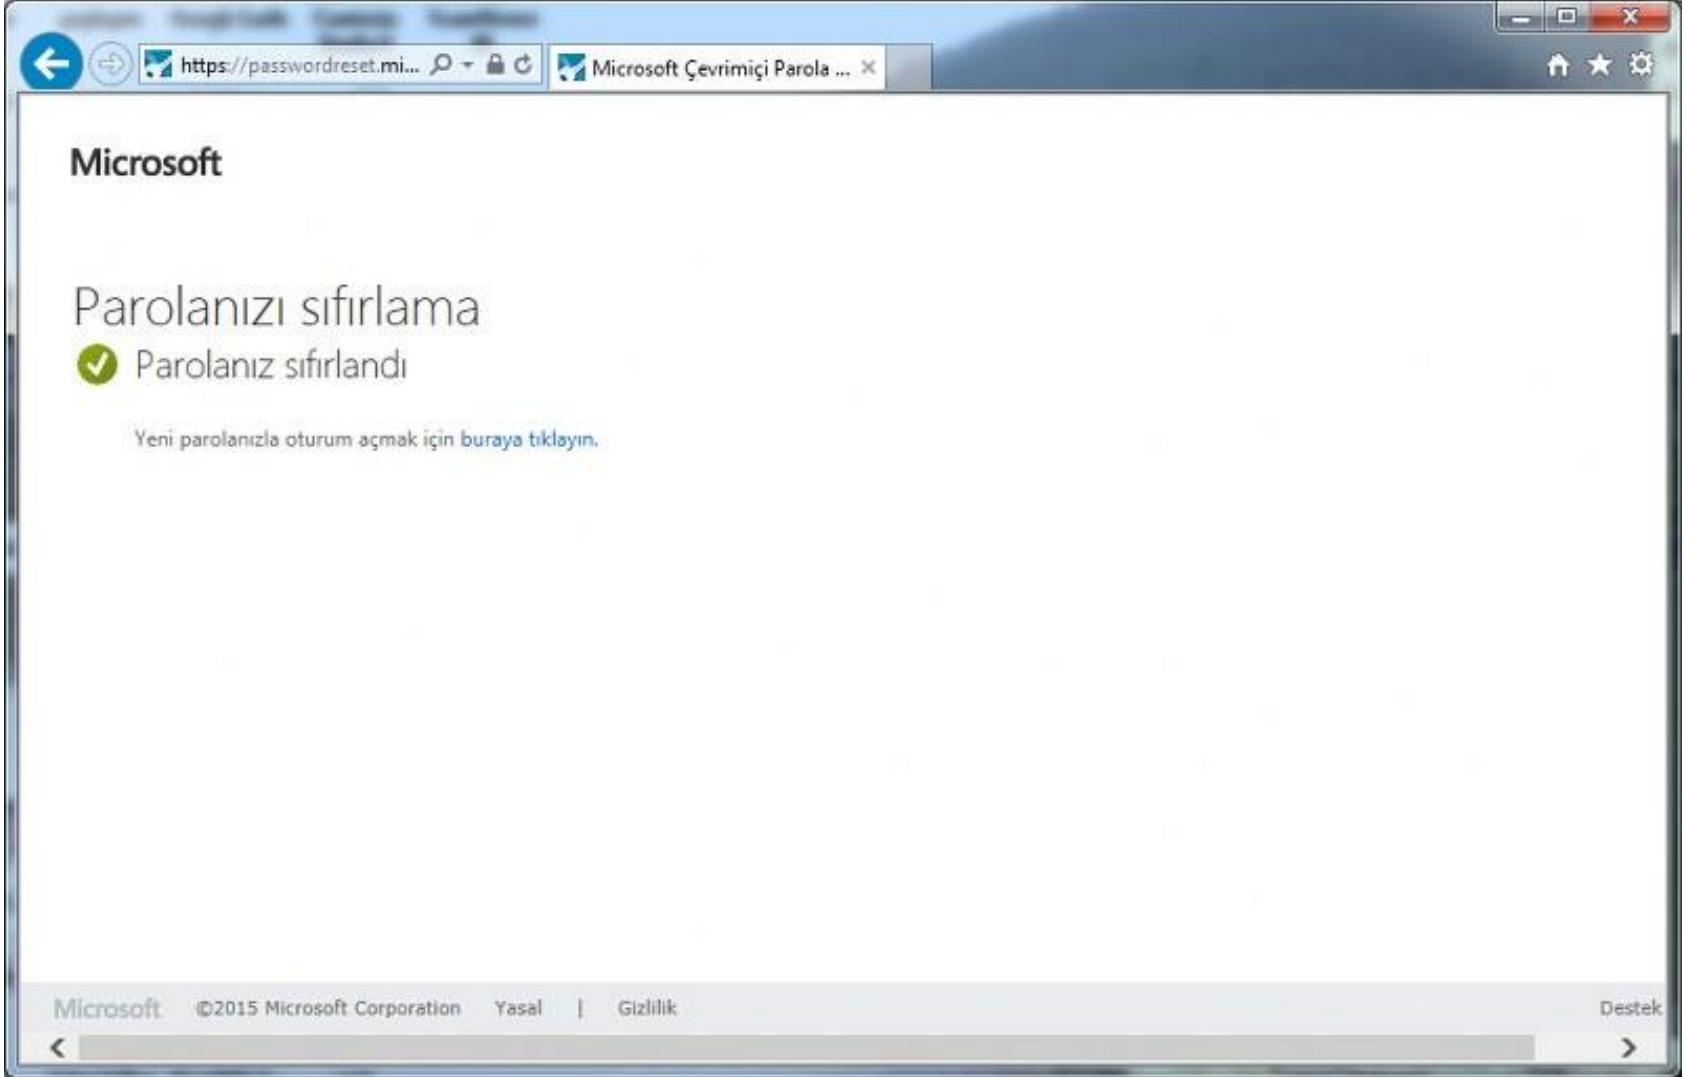 https://passwordreset.mi...
Microsoft Çevrimiçi Parola ...
Microsoft
Parolanızı sıfırlama
Parolanız sıfırlandı
Yeni parolanızla oturum açmak için buraya tıklayın.
Microsoft ©2015 Microsoft Corporation Yasal | Gizlilik Destek